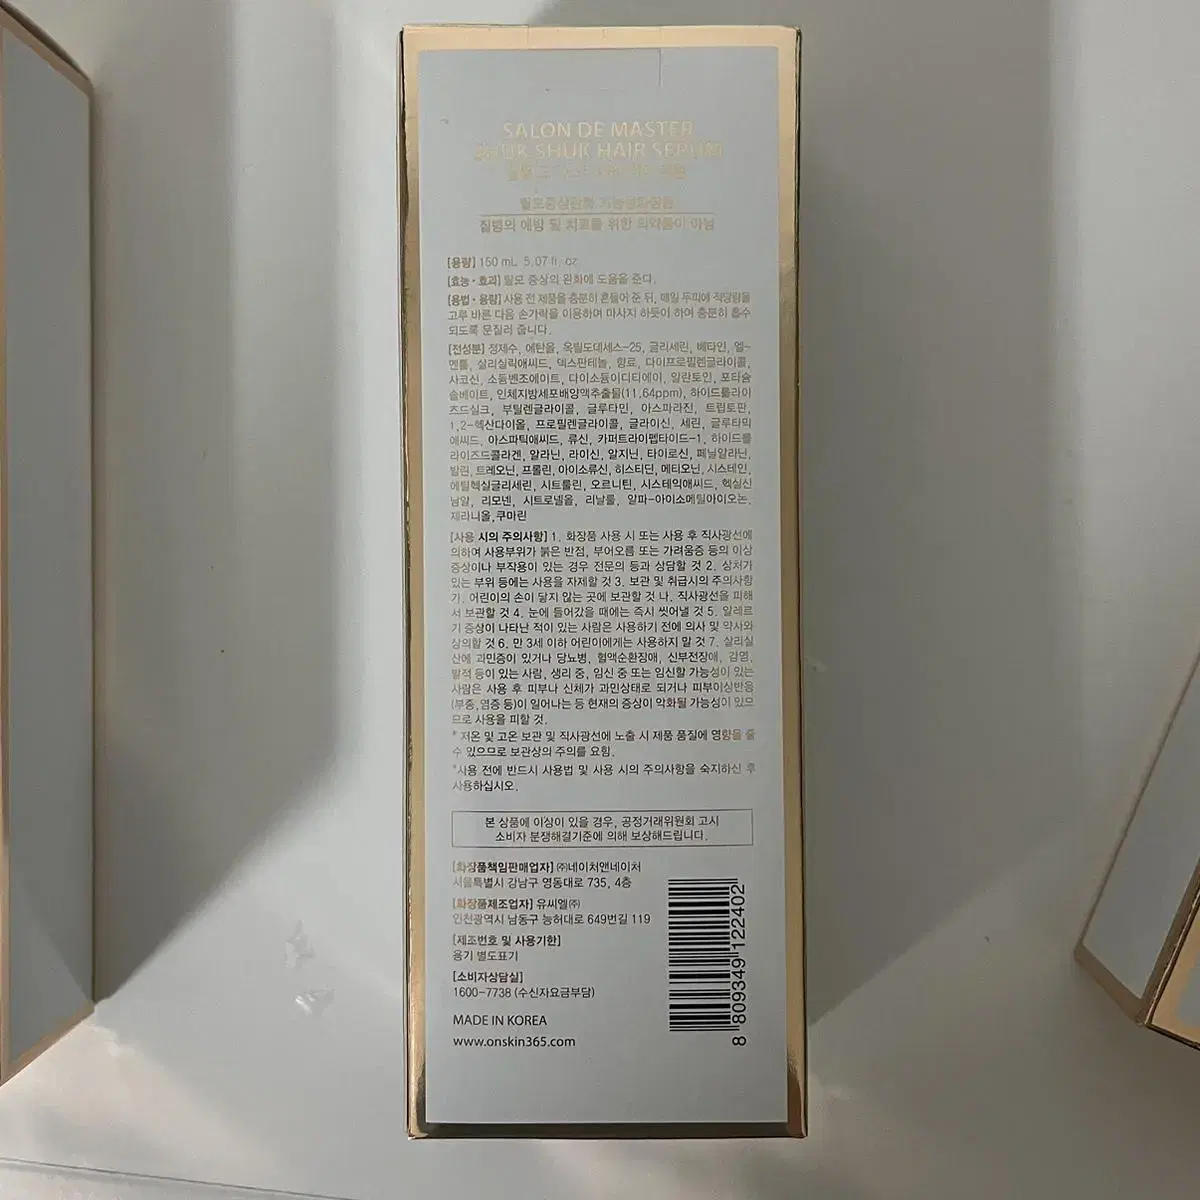 SALON DE MASTER
SHUK SHUK HAIR SERUM
탈모증상완화 기능성화장품
질병의 예방 및 치료를 위한 의약품이 아님
[용량] 150 mL 5.07 fl. oz
[효능·효과] 탈모 증상의 완화에 도움을 준다.
[용법·용량] 사용 전 제품을 충분히 흔들어 준 뒤, 매일 두피에 적당량을
고루 바른 다음 손가락을 이용하여 마사지 하듯이 하여 충분히 흡수
되도록 문질러 줍니다.
[전성분] 정제수, 에탄올, 옥틸도데세스-25, 글리세린, 베타인, 엘-
멘톨, 살리실릭애씨드, 덱스판테놀, 향료, 다이프로필렌글라이콜,
사코신, 소듐벤조에이트, 다이소듐이디티에이, 알란토인, 포타슘
솔베이트, 인체지방세포배양액추출물(11.64ppm), 하이드롤라이
즈드실크, 부틸렌글라이콜, 글루타민, 아스파라진, 트립토판,
1,2-헥산다이올, 프로필렌글라이콜, 글라이신, 세린, 글루타믹
애씨드, 아스파틱애씨드, 류신, 카퍼트라이펩타이드-1, 하이드롤
라이즈드콜라겐, 알라닌, 라이신, 알지닌, 타이로신, 페닐알라닌,
발린, 트레오닌, 프롤린, 아이소류신, 히스티딘, 메티오닌, 시스테인,
에틸헥실글리세린, 시트룰린, 오르니틴, 시스테익애씨드, 헥실신
남알, 리모넨, 시트로넬올, 리날룰, 알파-아이소메틸아이오논,
제라니올,쿠마린
[사용 시의 주의사항] 1. 화장품 사용 시 또는 사용 후 직사광선에
의하여 사용부위가 붉은 반점, 부어오름 또는 가려움증 등의 이상
증상이나 부작용이 있는 경우 전문의 등과 상담할 것 2. 상처가
있는 부위 등에는 사용을 자제할 것 3. 보관 및 취급시의 주의사항
가. 어린이의 손이 닿지 않는 곳에 보관할 것 나. 직사광선을 피해
서 보관할 것 4. 눈에 들어갔을 때에는 즉시 씻어낼 것 5. 알레르
기 증상이 나타난 적이 있는 사람은 사용하기 전에 의사 및 약사와
상의할 것 6. 만 3세 이하 어린이에게는 사용하지 말 것 7. 살리실
산에 과민증이 있거나 당뇨병, 혈액순환장애, 신부전장애, 감염,
발적 등이 있는 사람, 생리 중, 임신 중 또는 임신할 가능성이 있는
사람은 사용 후 피부나 신체가 과민상태로 되거나 피부이상반응
(부종,염증 등)이 일어나는 등 현재의 증상이 악화될 가능성이 있으
므로 사용을 피할 것.
* 저온 및 고온 보관 및 직사광선에 노출 시 제품 품질에 영향을 줄
수 있으므로 보관상의 주의를 요함.
*사용 전에 반드시 사용법 및 사용 시의 주의사항을 숙지하신 후
사용하십시오.
본 상품에 이상이 있을 경우, 공정거래위원회 고시
소비자 분쟁해결기준에 의해 보상해드립니다.
[화장품책임판매업자] ㈜네이처앤네이처
서울특별시 강남구 영동대로 735, 4층
[화장품제조업자] 유씨엘㈜
인천광역시 남동구 능허대로 649번길 119
[제조번호 및 사용기한]
용기 별도표기
[소비자상담실]
1600-7738 (수신자요금부담)
MADE IN KOREA
www.onskin365.com
8 809349 122402